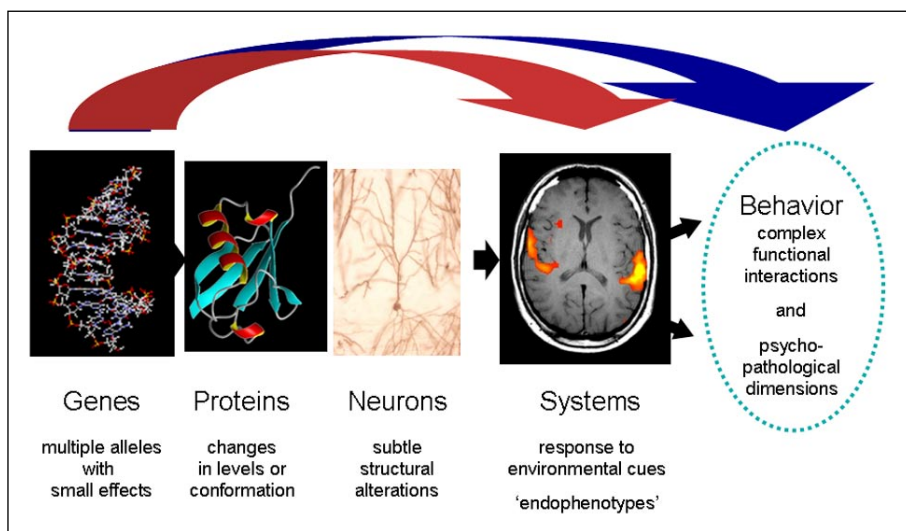 Genes
multiple alleles
with
small effects
Proteins
changes
in levels or
conformation
Neurons
subtle
structural
alterations
Systems
response to
environmental cues
‘endophenotypes’
Behavior
complex
functional
interactions
and
psycho-
pathological
dimensions